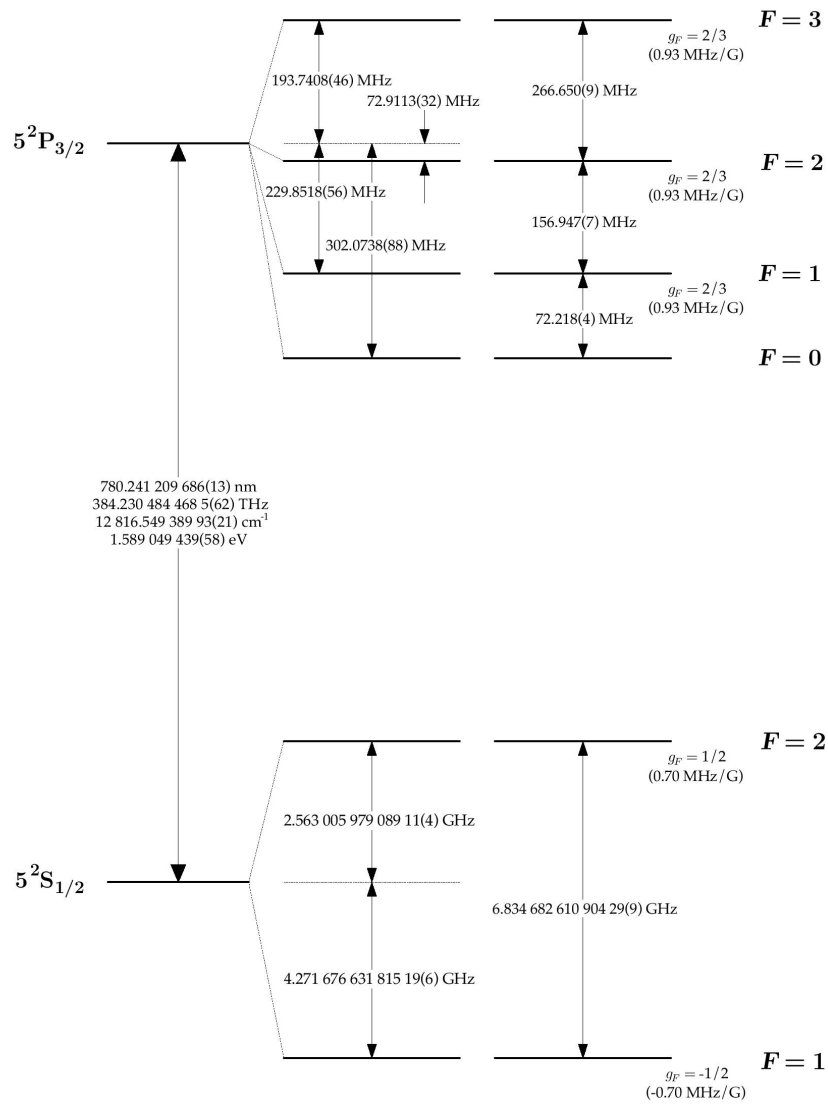 F = 3
g_F = 2/3
(0.93 MHz/G)
193.7408(46) MHz
72.9113(32) MHz
266.650(9) MHz
5²P₃/₂
F = 2
g_F = 2/3
(0.93 MHz/G)
229.8518(56) MHz
156.947(7) MHz
302.0738(88) MHz
F = 1
g_F = 2/3
(0.93 MHz/G)
72.218(4) MHz
F = 0
780.241 209 686(13) nm
384.230 484 468 5(62) THz
12 816.549 389 93(21) cm⁻¹
1.589 049 439(58) eV
F = 2
g_F = 1/2
(0.70 MHz/G)
2.563 005 979 089 11(4) GHz
5²S₁/₂
6.834 682 610 904 29(9) GHz
4.271 676 631 815 19(6) GHz
F = 1
g_F = -1/2
(-0.70 MHz/G)